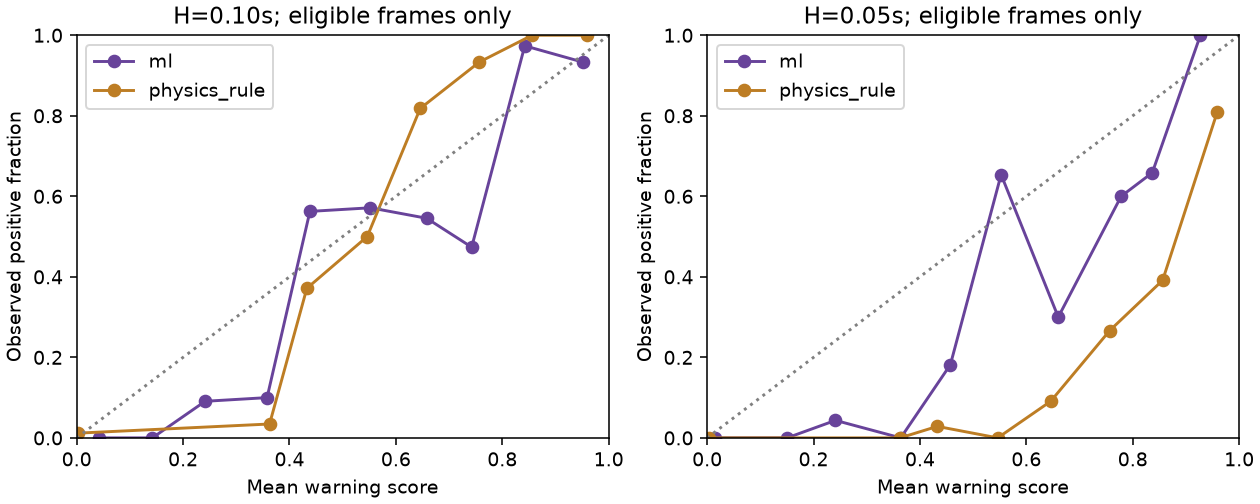 H=0.10s; eligible frames only
ml
physics_rule
1.0
0.8
0.6
0.4
0.2
0.0
Observed positive fraction
0.0 0.2 0.4 0.6 0.8 1.0
Mean warning score
H=0.05s; eligible frames only
ml
physics_rule
1.0
0.8
0.6
0.4
0.2
0.0
Observed positive fraction
0.0 0.2 0.4 0.6 0.8 1.0
Mean warning score